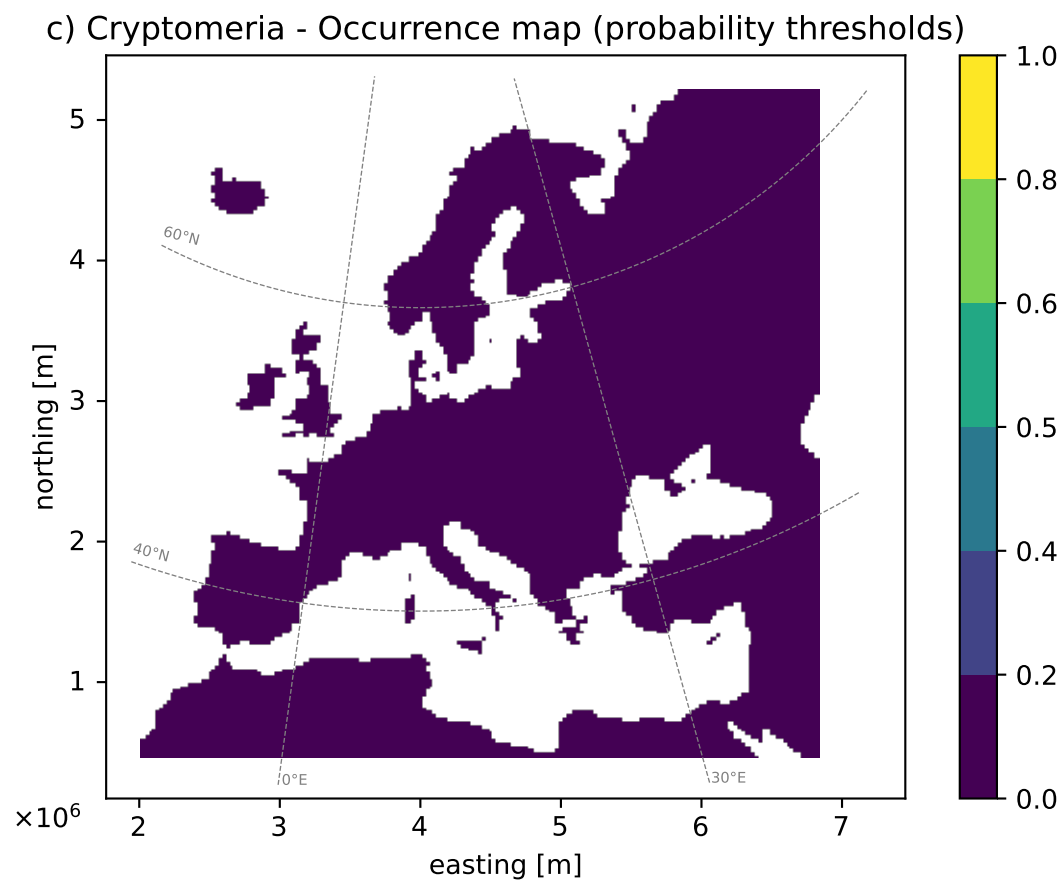 c) Cryptomeria - Occurrence map (probability thresholds)
northing [m]
5
4
3
2
1
60°N
40°N
0°E
30°E
×10⁶
2 3 4 5 6 7
easting [m]
1.0
0.8
0.6
0.5
0.4
0.2
0.0